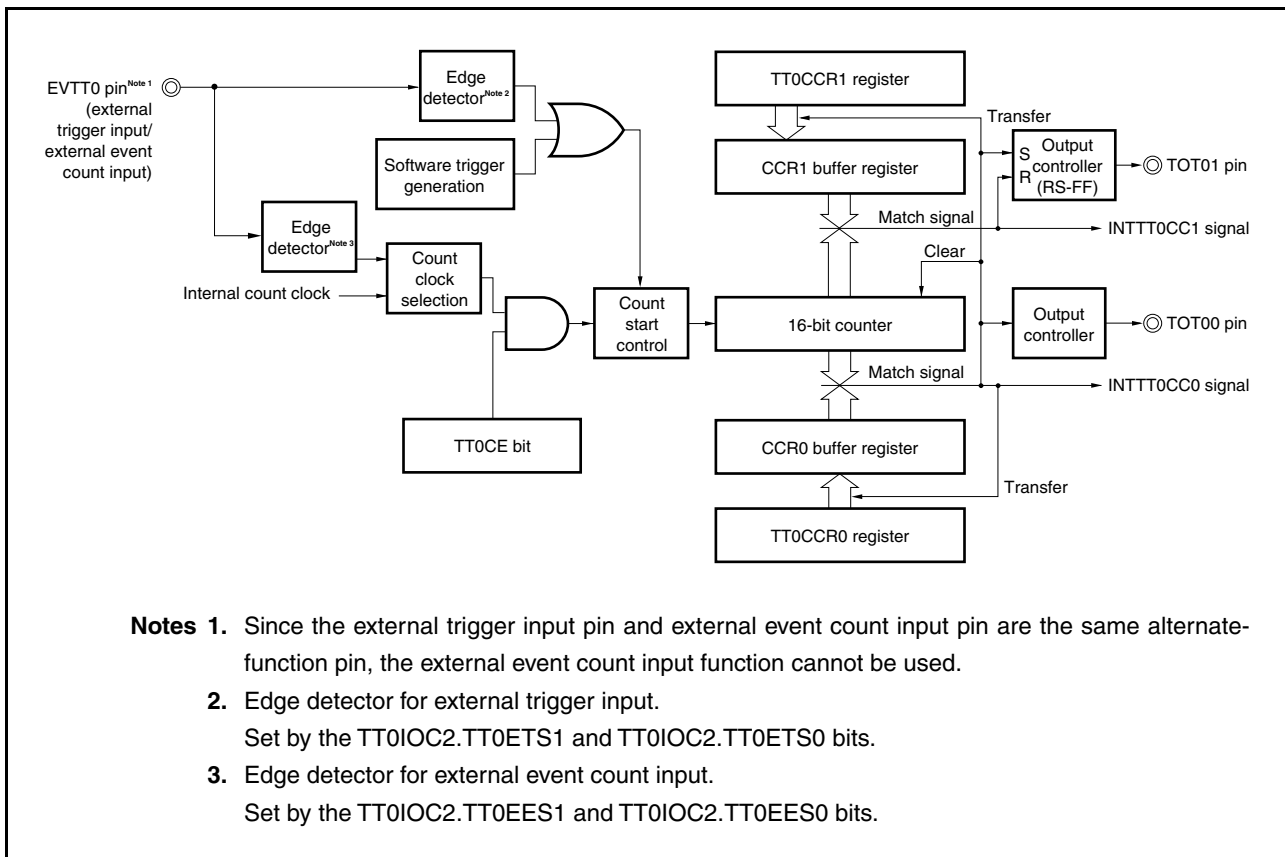 EVTT0 pin Note 1
(external
trigger input/
external event
count input)
Edge
detector Note 2
Software trigger
generation
Edge
detector Note 3
Internal count clock
Count
clock
selection
TT0CE bit
Count
start
control
TT0CCR1 register
Transfer
CCR1 buffer register
S
R
Output
controller
(RS-FF)
TOT01 pin
Match signal
INTTT0CC1 signal
Clear
16-bit counter
Output
controller
TOT00 pin
Match signal
INTTT0CC0 signal
CCR0 buffer register
Transfer
TT0CCR0 register
Notes 1. Since the external trigger input pin and external event count input pin are the same alternate-
function pin, the external event count input function cannot be used.
2. Edge detector for external trigger input.
Set by the TT0IOC2.TT0ETS1 and TT0IOC2.TT0ETS0 bits.
3. Edge detector for external event count input.
Set by the TT0IOC2.TT0EES1 and TT0IOC2.TT0EES0 bits.